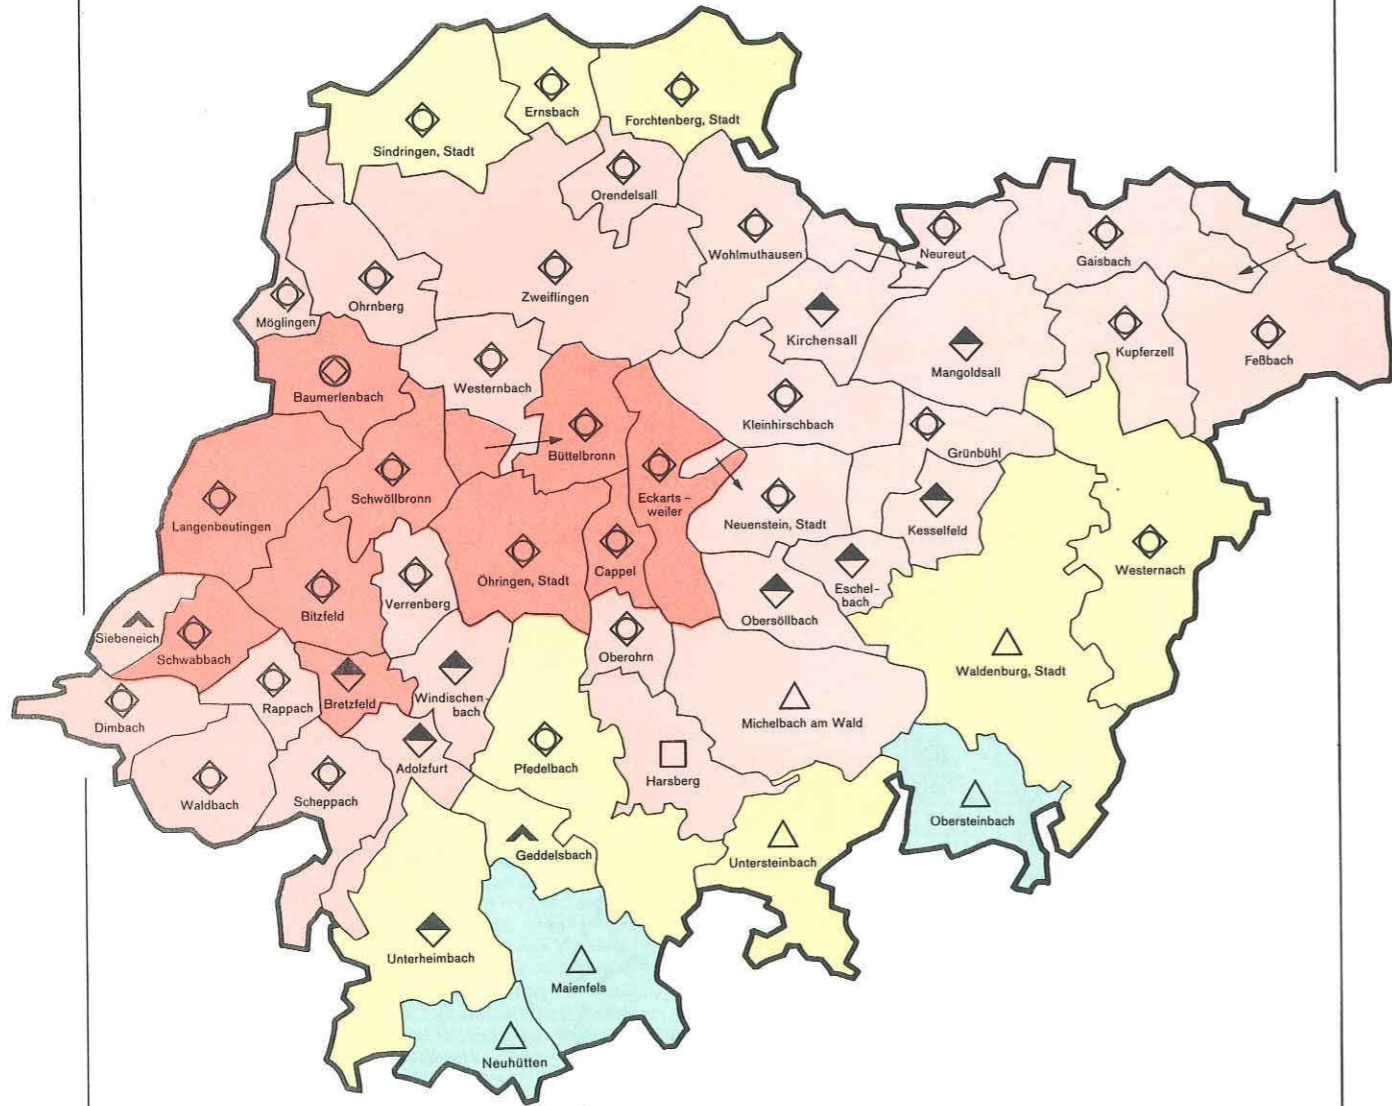 Ernsbach
Forchtenberg, Stadt
Sindringen, Stadt
Orendelsall
Wohlmuthausen
Neureut
Gaisbach
Zweiflingen
Ohrnberg
Möglingen
Kirchensall
Mangoldsall
Kupferzell
Feßbach
Westernbach
Baumerlenbach
Kleinhirschbach
Grünbühl
Büttelbronn
Schwöllbronn
Eckarts –
weiler
Langenbeutingen
Neuenstein, Stadt
Kesselfeld
Westernach
Öhringen, Stadt
Cappel
Verrenberg
Eschel-
bach
Bitzfeld
Obersöllbach
Siebeneich
Schwabbach
Oberohrn
Waldenburg, Stadt
Rappach
Bretzfeld
Windischen-
bach
Dimbach
Michelbach am Wald
Adolzfurt
Pfedelbach
Harsberg
Waldbach
Scheppach
Obersteinbach
Geddelsbach
Untersteinbach
Unterheimbach
Maienfels
Neuhütten